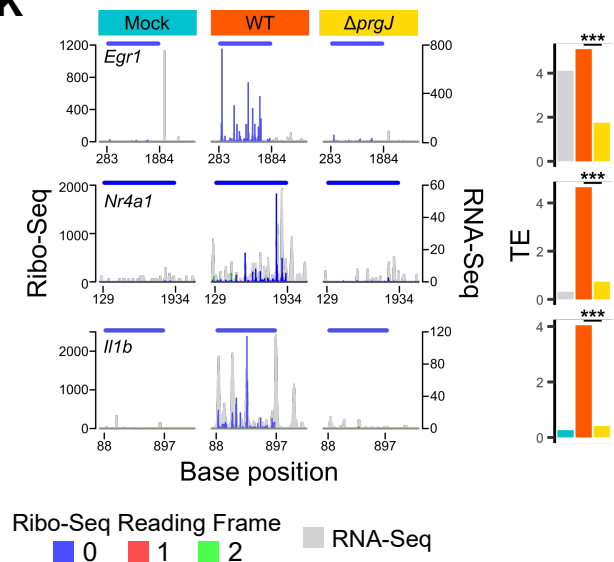 Mock WT ΔprgJ
Egr1
1200
800
400
0
800
400
0
283 1884 283 1884 283 1884
***
4
2
0
Nr4a1
2000
1000
0
60
40
20
0
129 1934 129 1934 129 1934
***
4
2
0
Il1b
2000
1000
0
120
80
40
0
88 897 88 897 88 897
***
4
2
0
Ribo-Seq
RNA-Seq
TE
Base position
Ribo-Seq Reading Frame
0 1 2
RNA-Seq